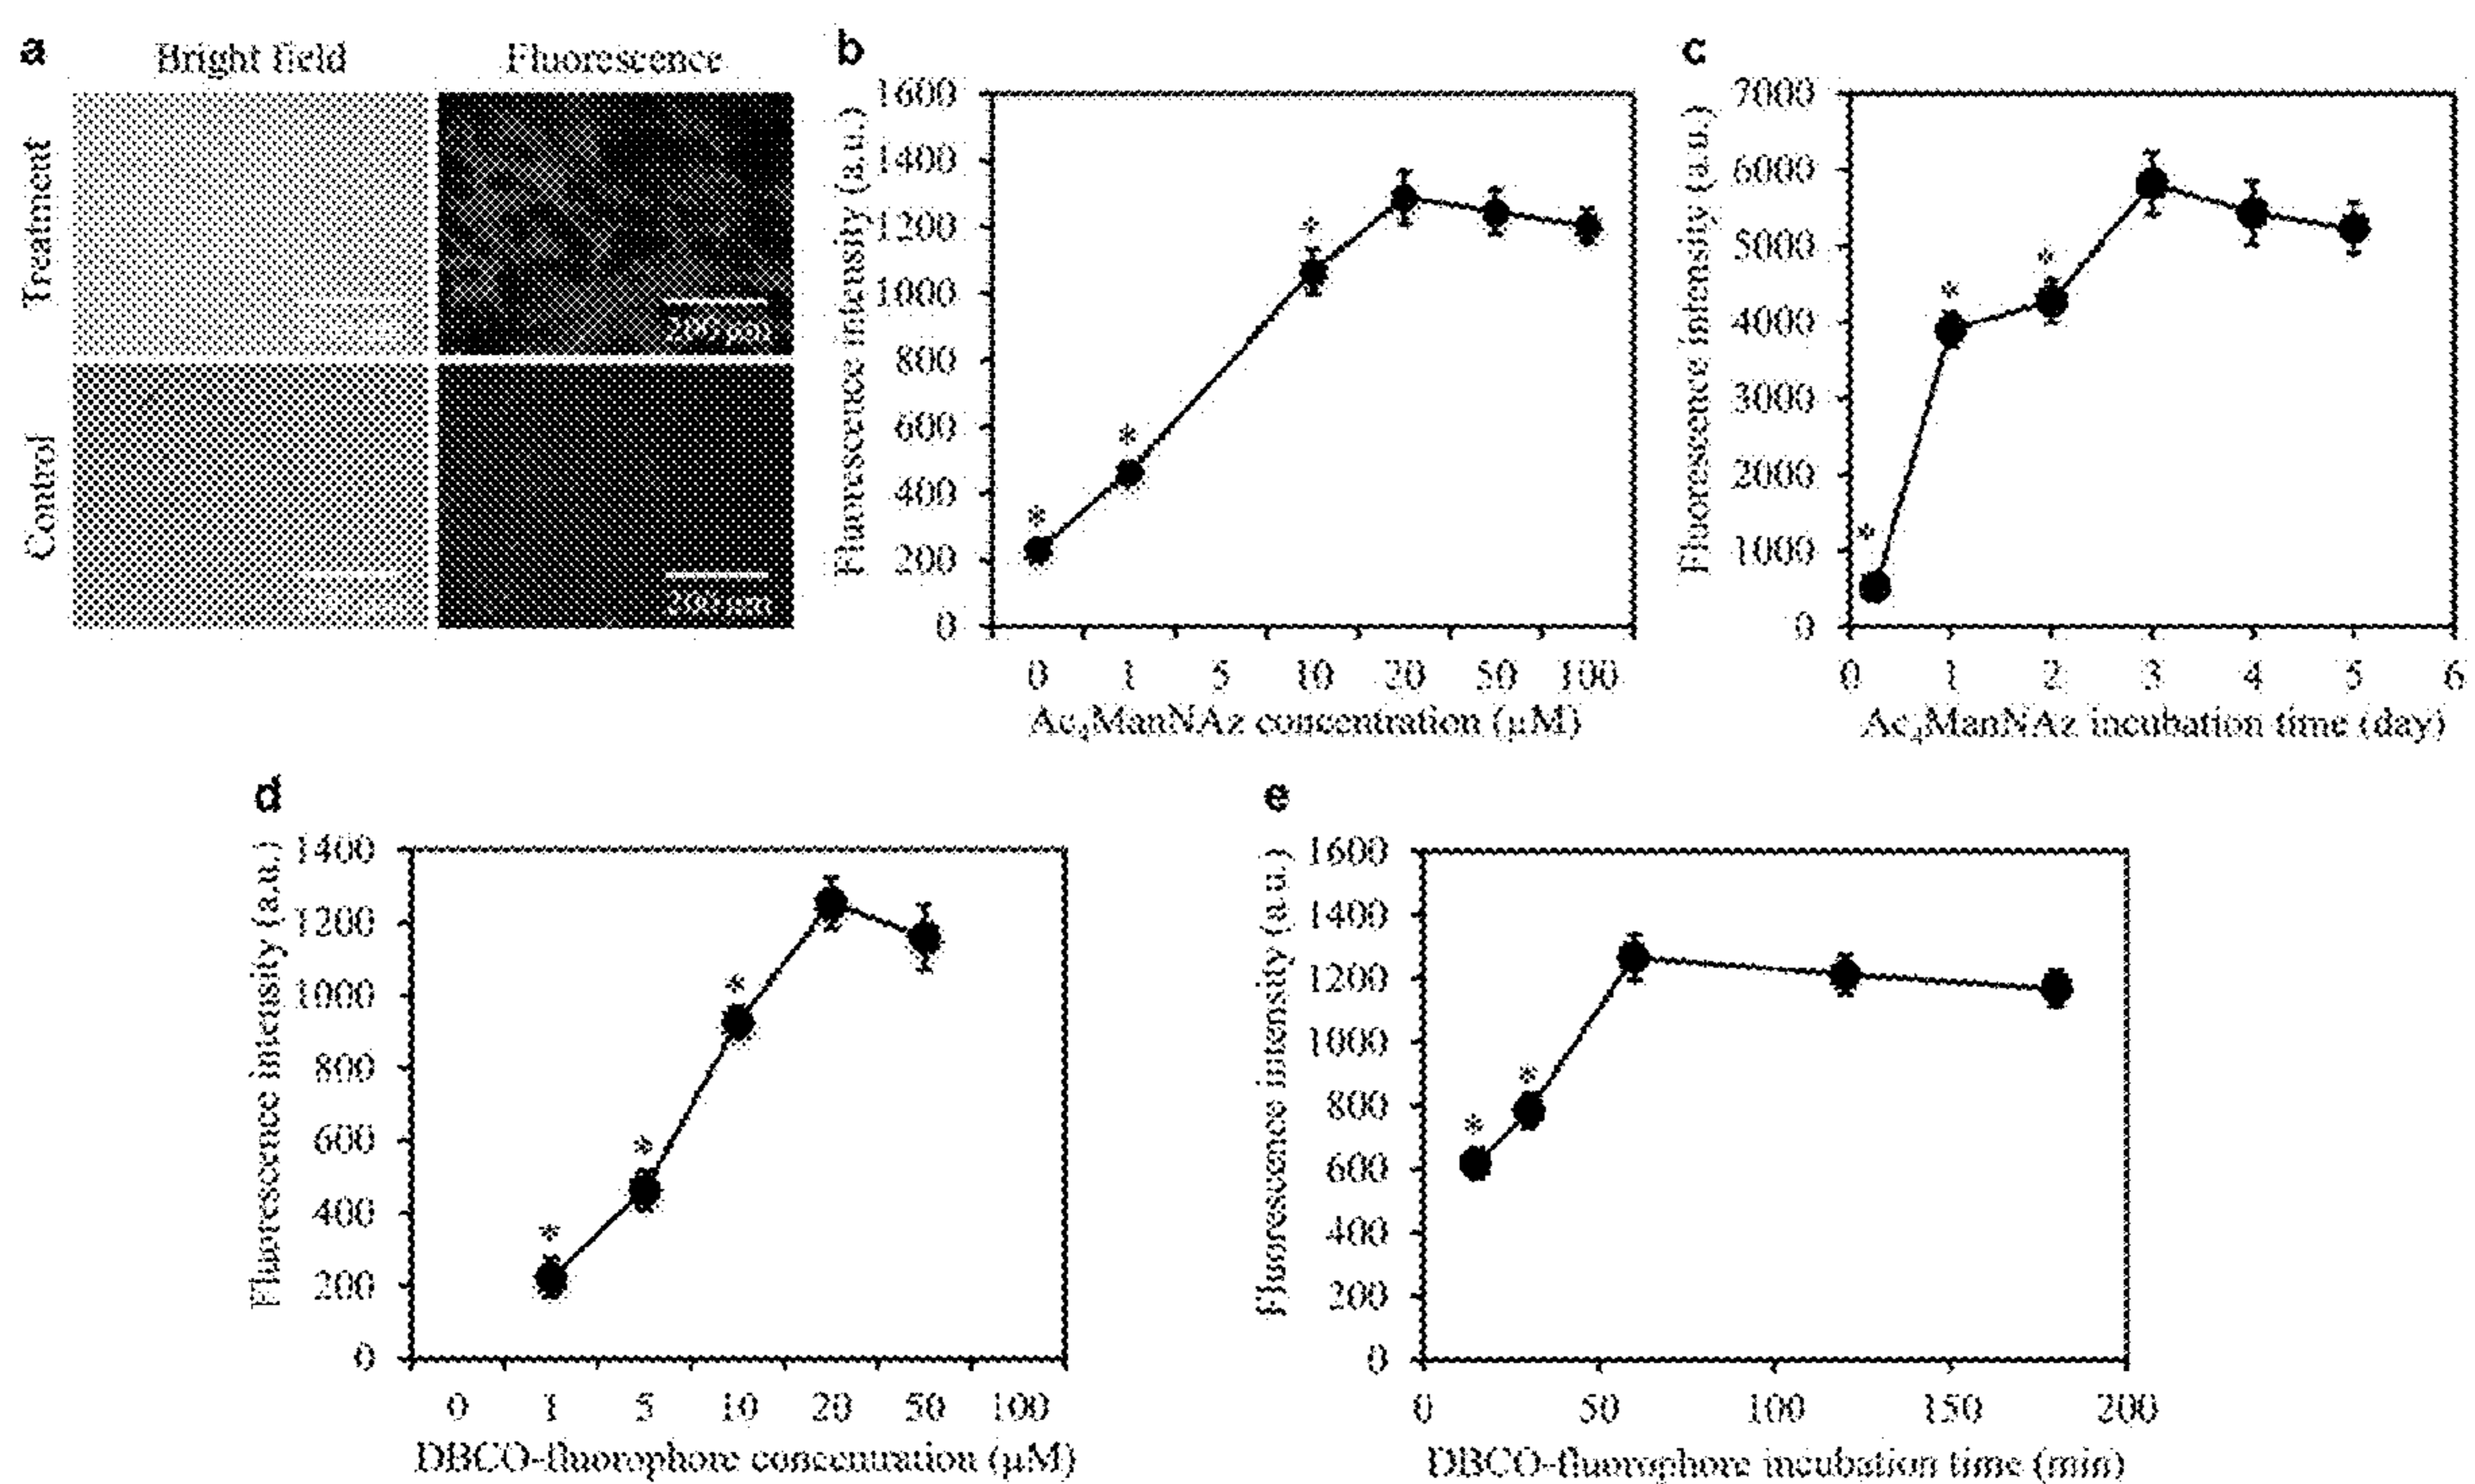 a
Bright field
Fluorescence
Treatment
Control
200 μm
200 μm
b
Fluorescence intensity (a.u.)
1600
1400
1200
1000
800
600
400
200
0
*
*
*
0 1 5 10 20 50 100
Ac₄ManNAz concentration (μM)
c
Fluorescence intensity (a.u.)
7000
6000
5000
4000
3000
2000
1000
0
*
*
*
0 1 2 3 4 5 6
Ac₄ManNAz incubation time (day)
d
Fluorescence intensity (a.u.)
1400
1200
1000
800
600
400
200
0
*
*
*
0 1 5 10 20 50 100
DBCO-fluorophore concentration (μM)
e
Fluorescence intensity (a.u.)
1600
1400
1200
1000
800
600
400
200
0
*
*
0 50 100 150 200
DBCO-fluorophore incubation time (min)